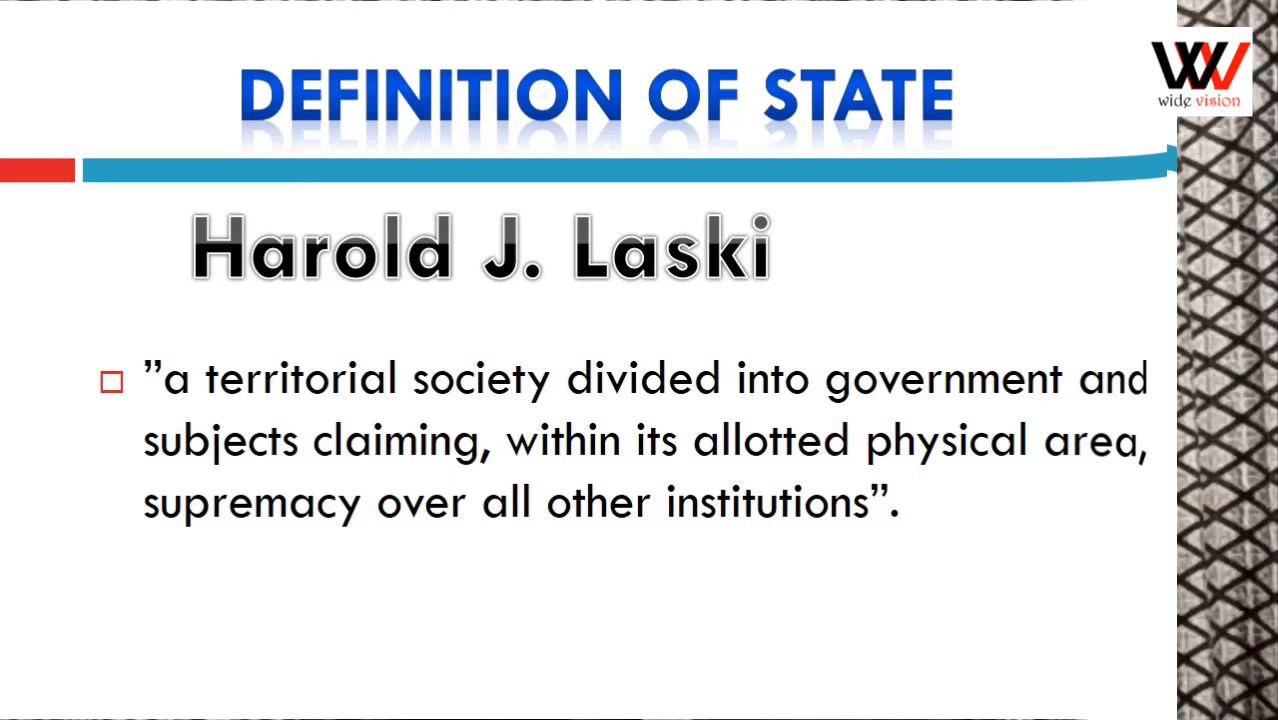 DEFINITION OF STATE
wide vision
Harold J. Laski
”a territorial society divided into government and
subjects claiming, within its allotted physical area,
supremacy over all other institutions”.